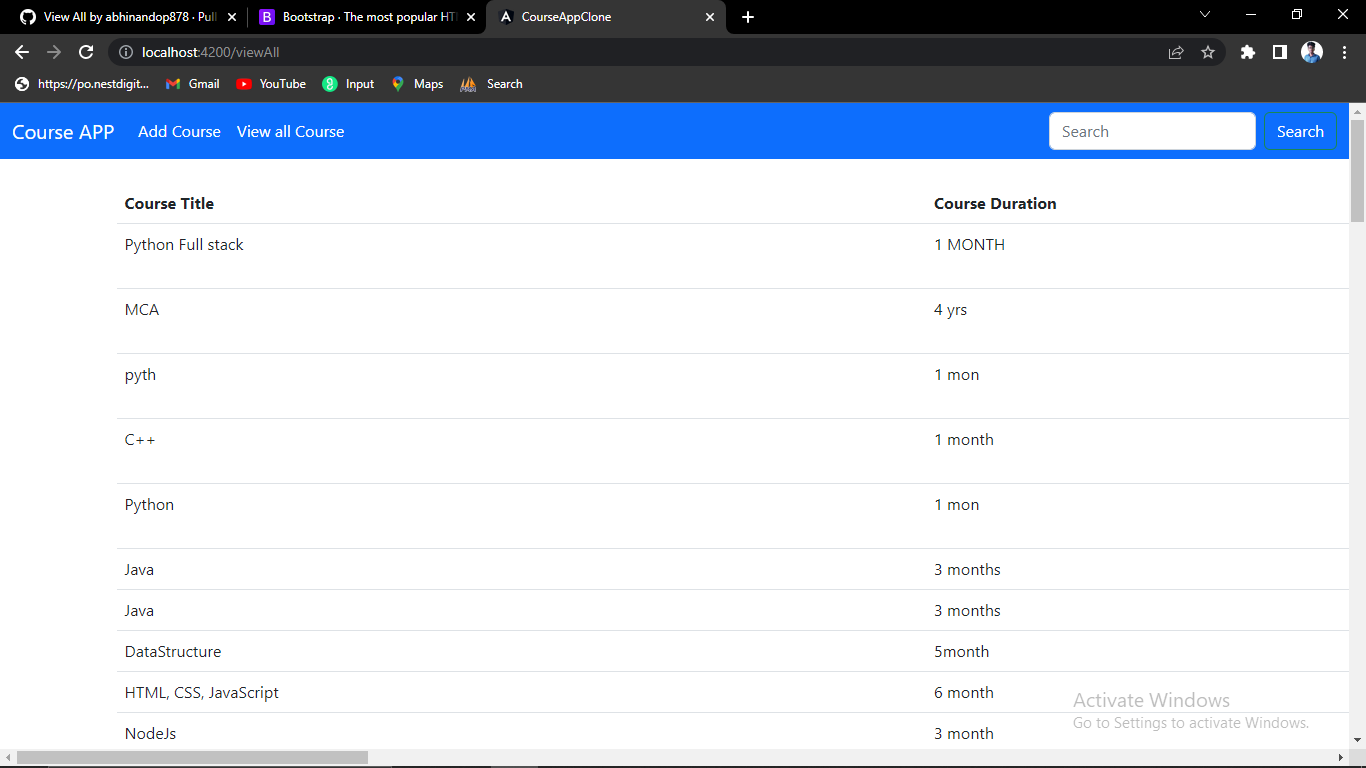 View All by abhinandop878 · Pull
Bootstrap · The most popular HT
CourseAppClone
localhost:4200/viewAll
https://po.nestdigit... Gmail YouTube Input Maps Search
Course APP Add Course View all Course Search Search
Course Title Course Duration
Python Full stack 1 MONTH
MCA 4 yrs
pyth 1 mon
C++ 1 month
Python 1 mon
Java 3 months
Java 3 months
DataStructure 5month
HTML, CSS, JavaScript 6 month
NodeJs 3 month
Activate Windows
Go to Settings to activate Windows.